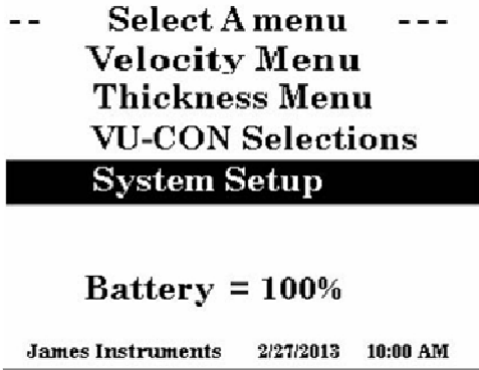 -- Select A menu ---
Velocity Menu
Thickness Menu
VU-CON Selections
System Setup
Battery = 100%
James Instruments 2/27/2013 10:00 AM